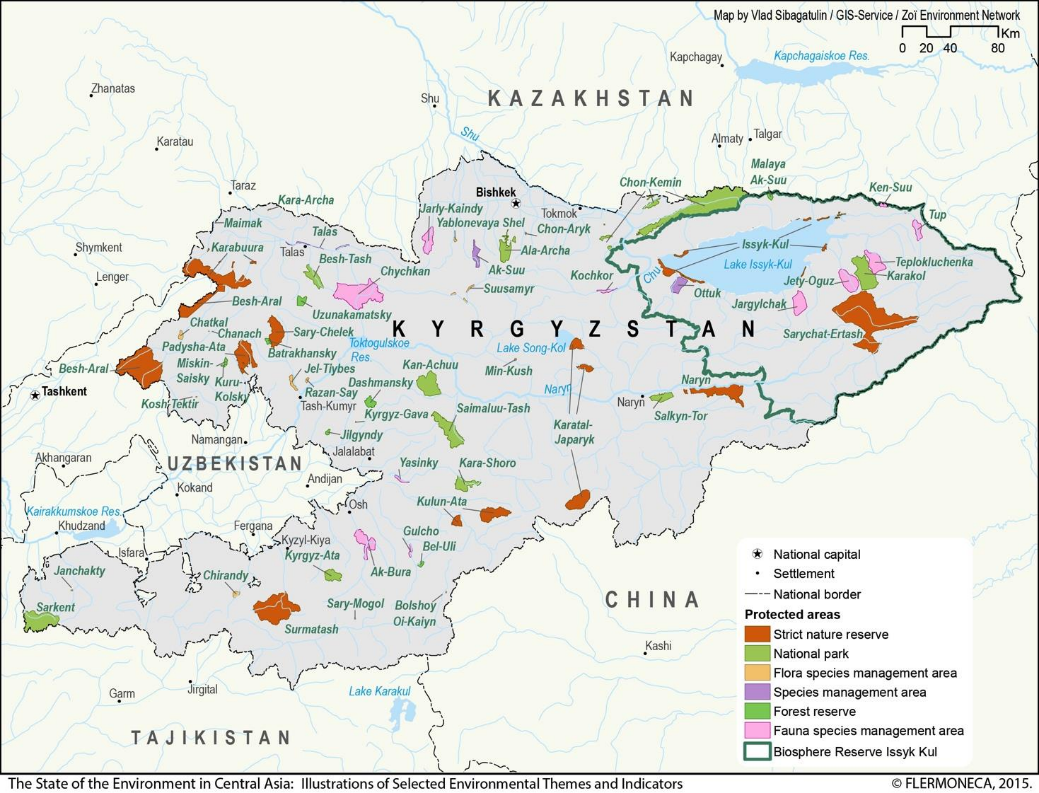 Map by Vlad Sibagatulin / GIS-Service / Zoï Environment Network
Km
0 20 40 80
Kapchagay
Kapchagaiskoe Res.
Zhanatas
KAZAKHSTAN
Shu
Shu
Karatau
Almaty
Talgar
Malaya
Ak-Suu
Taraz
Bishkek
Chon-Kemin
Ken-Suu
Kara-Archa
Jarly-Kaindy
Tokmok
Maimak
Yablonevaya Shel
Tup
Talas
Chon-Aryk
Shymkent
Karabuura
Talas
Ala-Archa
Issyk-Kul
Besh-Tash
Ak-Suu
Lake Issyk-Kul
Teplokluchenka
Lenger
Chychkan
Kochkor
Chu
Jety-Oguz
Karakol
Suusamyr
Ottuk
Besh-Aral
Jargylchak
Uzunakamatsky
Chatkal
Sary-Chelek
KYRGYZSTAN
Sarychat-Ertash
Chanach
Padysha-Ata
Batrakhansky
Toktogulskoe
Res.
Lake Song-Kol
Besh-Aral
Miskin-
Saisky
Jel-Tiybes
Kan-Achuu
Min-Kush
Kuru-
Kolsky
Dashmansky
Naryn
Naryn
Tashkent
Razan-Say
Kosh-Tektir
Tash-Kumyr
Kyrgyz-Gava
Saimaluu-Tash
Naryn
Salkyn-Tor
Karatal-
Japaryk
Namangan
Jilgyndy
Jalalabat
Akhangaran
UZBEKISTAN
Yasinky
Kara-Shoro
Kokand
Andijan
Kulun-Ata
Osh
Kairakkumskoe Res.
Khudzand
Fergana
Gulcho
Kyzyl-Kiya
Bel-Uli
Isfara
Kyrgyz-Ata
Janchakty
Chirandy
Ak-Bura
Sarkent
Sary-Mogol
Bolshoy
Oi-Kaiyn
CHINA
Surmatash
Kashi
Garm
Jirgital
Lake Karakul
TAJIKISTAN
National capital
Settlement
National border
Protected areas
Strict nature reserve
National park
Flora species management area
Species management area
Forest reserve
Fauna species management area
Biosphere Reserve Issyk Kul
The State of the Environment in Central Asia: Illustrations of Selected Environmental Themes and Indicators
© FLERMONECA, 2015.